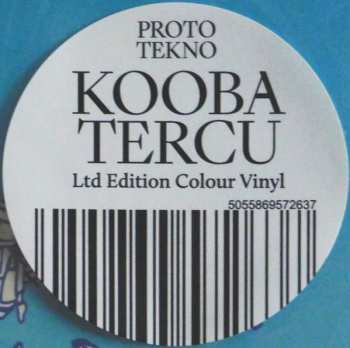 PROTO
TEKNO
KOOBA
TERCU
Ltd Edition Colour Vinyl
5055869572637